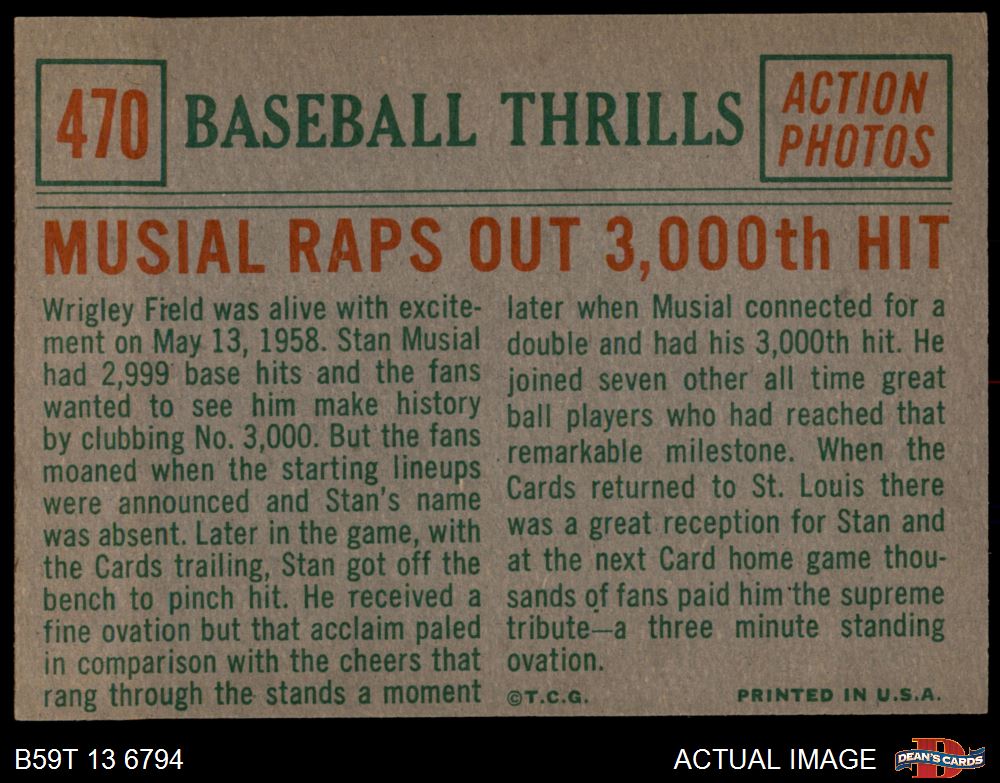 470
BASEBALL THRILLS
ACTION
PHOTOS
MUSIAL RAPS OUT 3,000th HIT
Wrigley Field was alive with excite-
ment on May 13, 1958. Stan Musial
had 2,999 base hits and the fans
wanted to see him make history
by clubbing No. 3,000. But the fans
moaned when the starting lineups
were announced and Stan's name
was absent. Later in the game, with
the Cards trailing, Stan got off the
bench to pinch hit. He received a
fine ovation but that acclaim paled
in comparison with the cheers that
rang through the stands a moment
later when Musial connected for a
double and had his 3,000th hit. He
joined seven other all time great
ball players who had reached that
remarkable milestone. When the
Cards returned to St. Louis there
was a great reception for Stan and
at the next Card home game thou-
sands of fans paid him the supreme
tribute—a three minute standing
ovation.
©T.C.G.
PRINTED IN U.S.A.
B59T 13 6794
ACTUAL IMAGE
D
DEAN'S CARDS